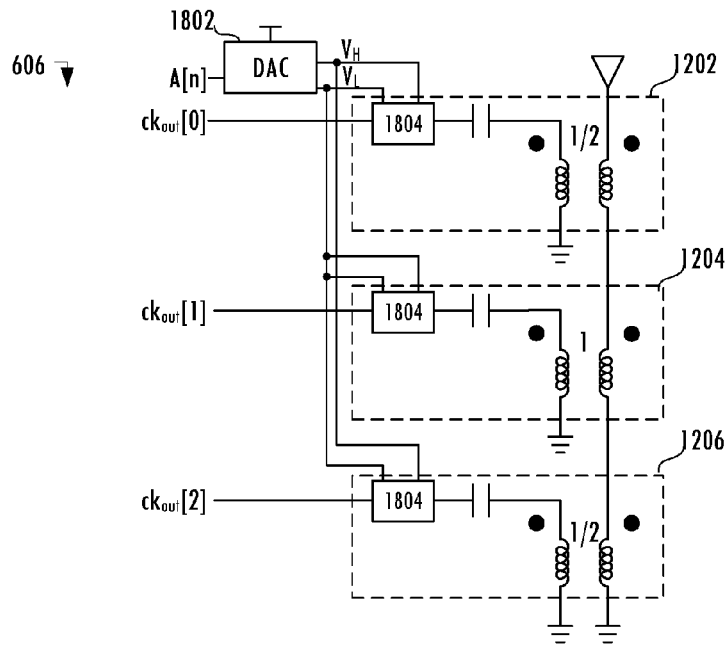 1802
606
DAC
A[n]
V_H
V_L
1202
ck_out[0]
1804
1/2
1204
ck_out[1]
1804
1
1206
ck_out[2]
1804
1/2